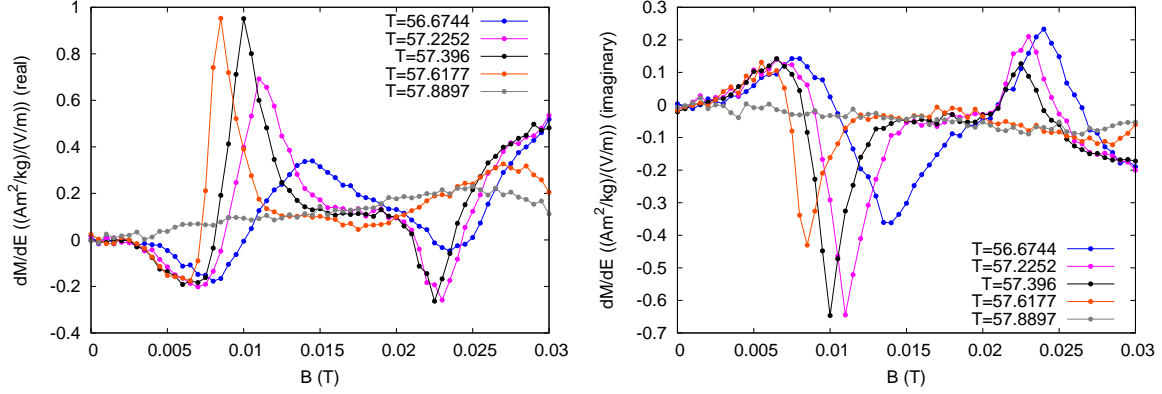 dM/dE ((Am²/kg)/(V/m)) (real)
1
0.8
0.6
0.4
0.2
0
-0.2
-0.4
T=56.6744
T=57.2252
T=57.396
T=57.6177
T=57.8897
0 0.005 0.01 0.015 0.02 0.025 0.03
B (T)
dM/dE ((Am²/kg)/(V/m)) (imaginary)
0.3
0.2
0.1
0
-0.1
-0.2
-0.3
-0.4
-0.5
-0.6
-0.7
T=56.6744
T=57.2252
T=57.396
T=57.6177
T=57.8897
0 0.005 0.01 0.015 0.02 0.025 0.03
B (T)